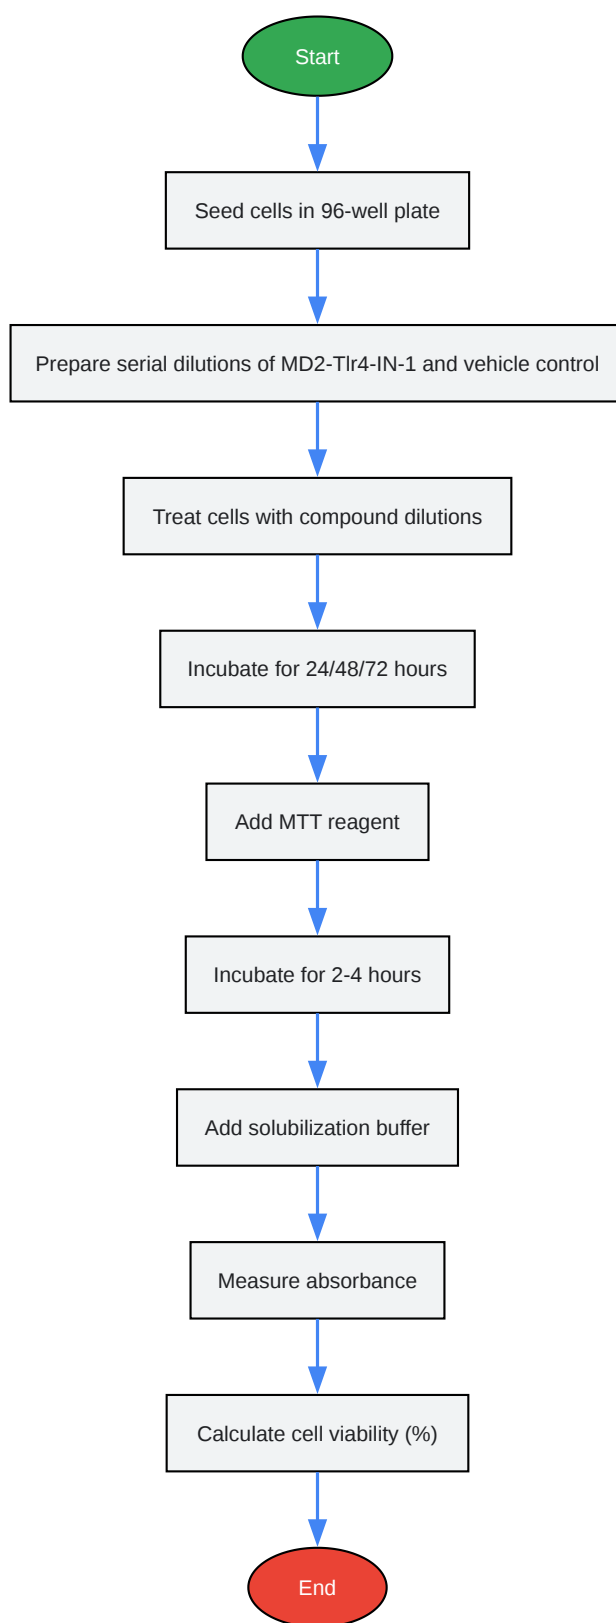 Start
Seed cells in 96-well plate
Prepare serial dilutions of MD2-Tlr4-IN-1 and vehicle control
Treat cells with compound dilutions
Incubate for 24/48/72 hours
Add MTT reagent
Incubate for 2-4 hours
Add solubilization buffer
Measure absorbance
Calculate cell viability (%)
End